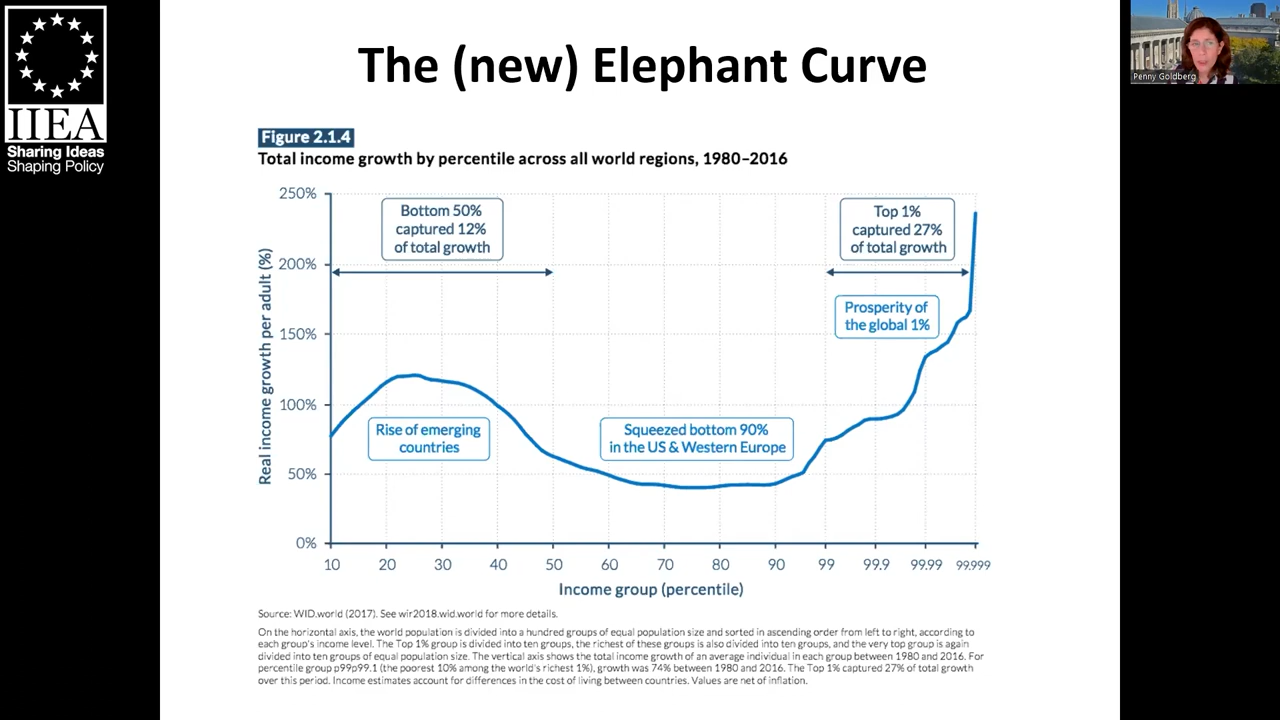 IIEA
Sharing Ideas
Shaping Policy
The (new) Elephant Curve
Penny Goldberg
Figure 2.1.4
Total income growth by percentile across all world regions, 1980–2016
Real income growth per adult (%)
250%
200%
150%
100%
50%
0%
Bottom 50%
captured 12%
of total growth
Top 1%
captured 27%
of total growth
Prosperity of
the global 1%
Rise of emerging
countries
Squeezed bottom 90%
in the US & Western Europe
10 20 30 40 50 60 70 80 90 99 99.9 99.99 99.999
Income group (percentile)
Source: WID.world (2017). See wir2018.wid.world for more details.
On the horizontal axis, the world population is divided into a hundred groups of equal population size and sorted in ascending order from left to right, according to
each group's income level. The Top 1% group is divided into ten groups, the richest of these groups is also divided into ten groups, and the very top group is again
divided into ten groups of equal population size. The vertical axis shows the total income growth of an average individual in each group between 1980 and 2016. For
percentile group p99p99.1 (the poorest 10% among the world's richest 1%), growth was 74% between 1980 and 2016. The Top 1% captured 27% of total growth
over this period. Income estimates account for differences in the cost of living between countries. Values are net of inflation.